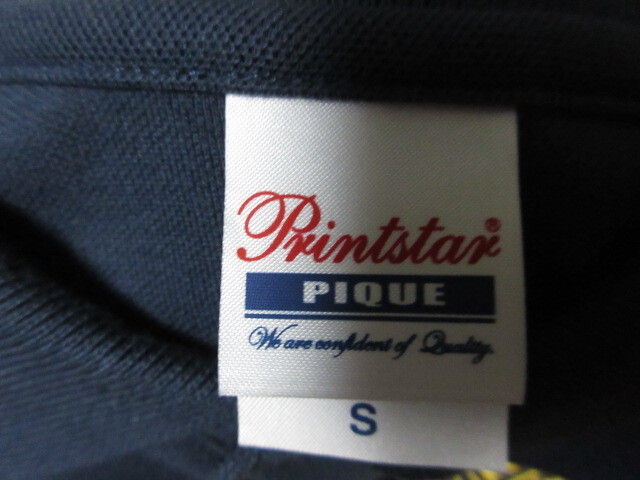 Printstar®
PIQUE
We are confident of Quality.
S